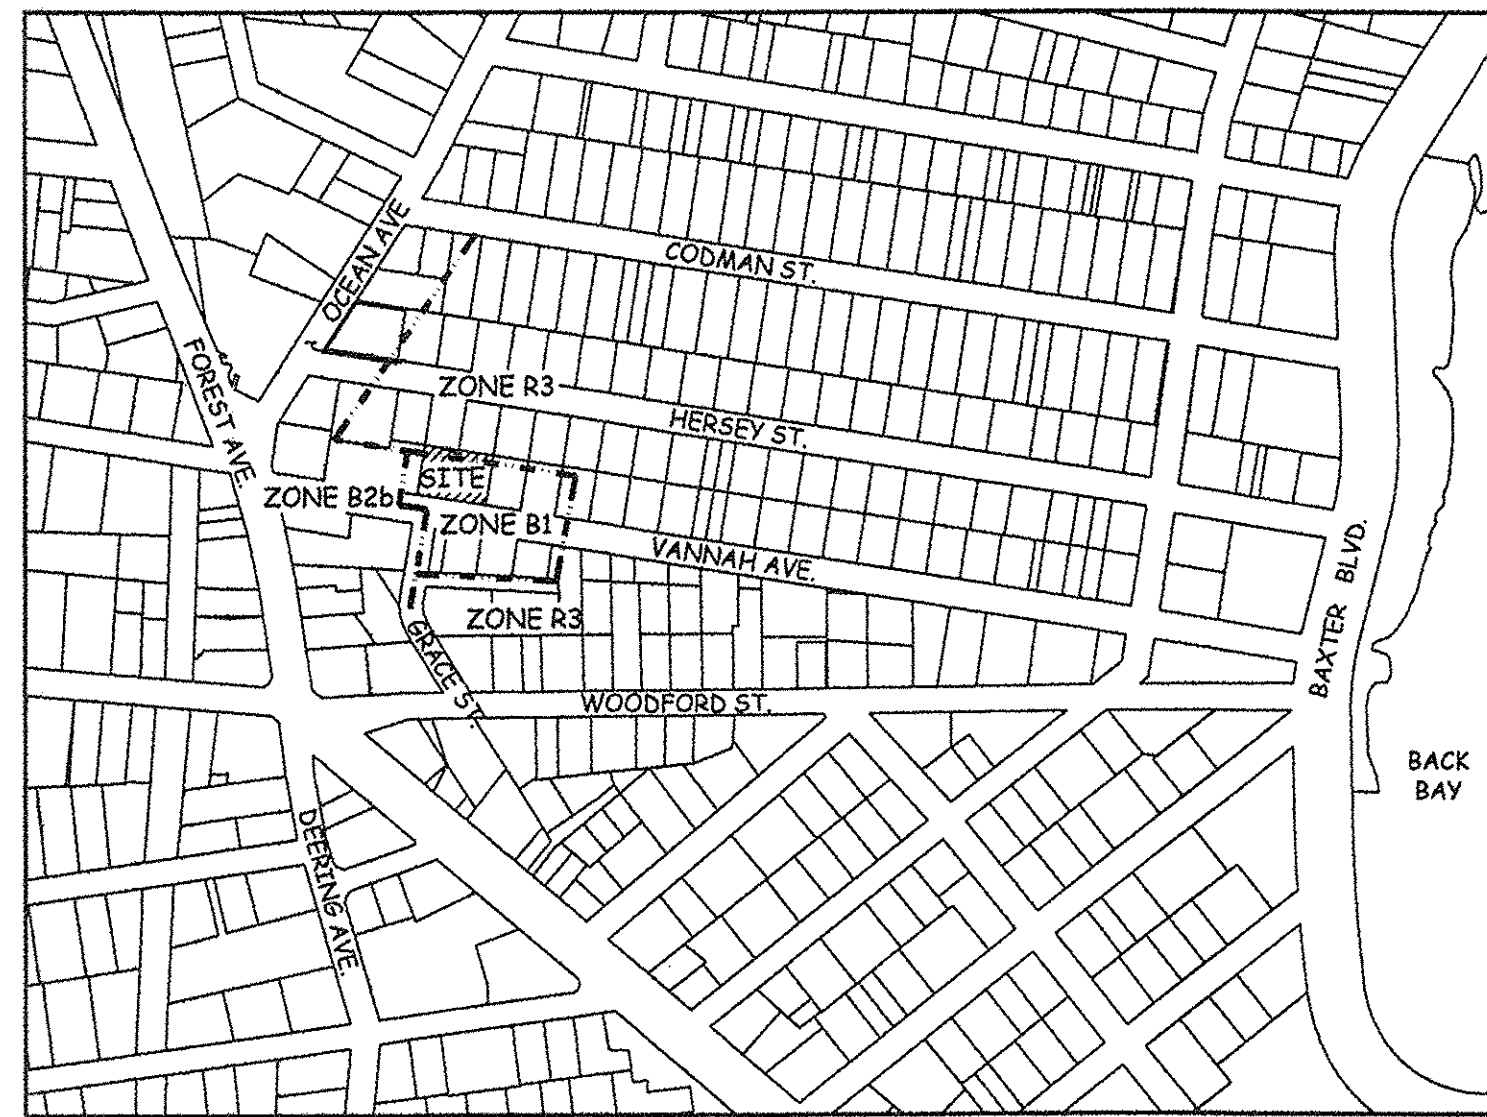 OCEAN AVE
CODMAN ST.
FOREST AVE.
ZONE R3
HERSEY ST.
SITE
ZONE B2b
ZONE B1
VANNAH AVE.
ZONE R3
GRACE ST.
WOODFORD ST.
BAXTER BLVD.
BACK
BAY
DEERING AVE.